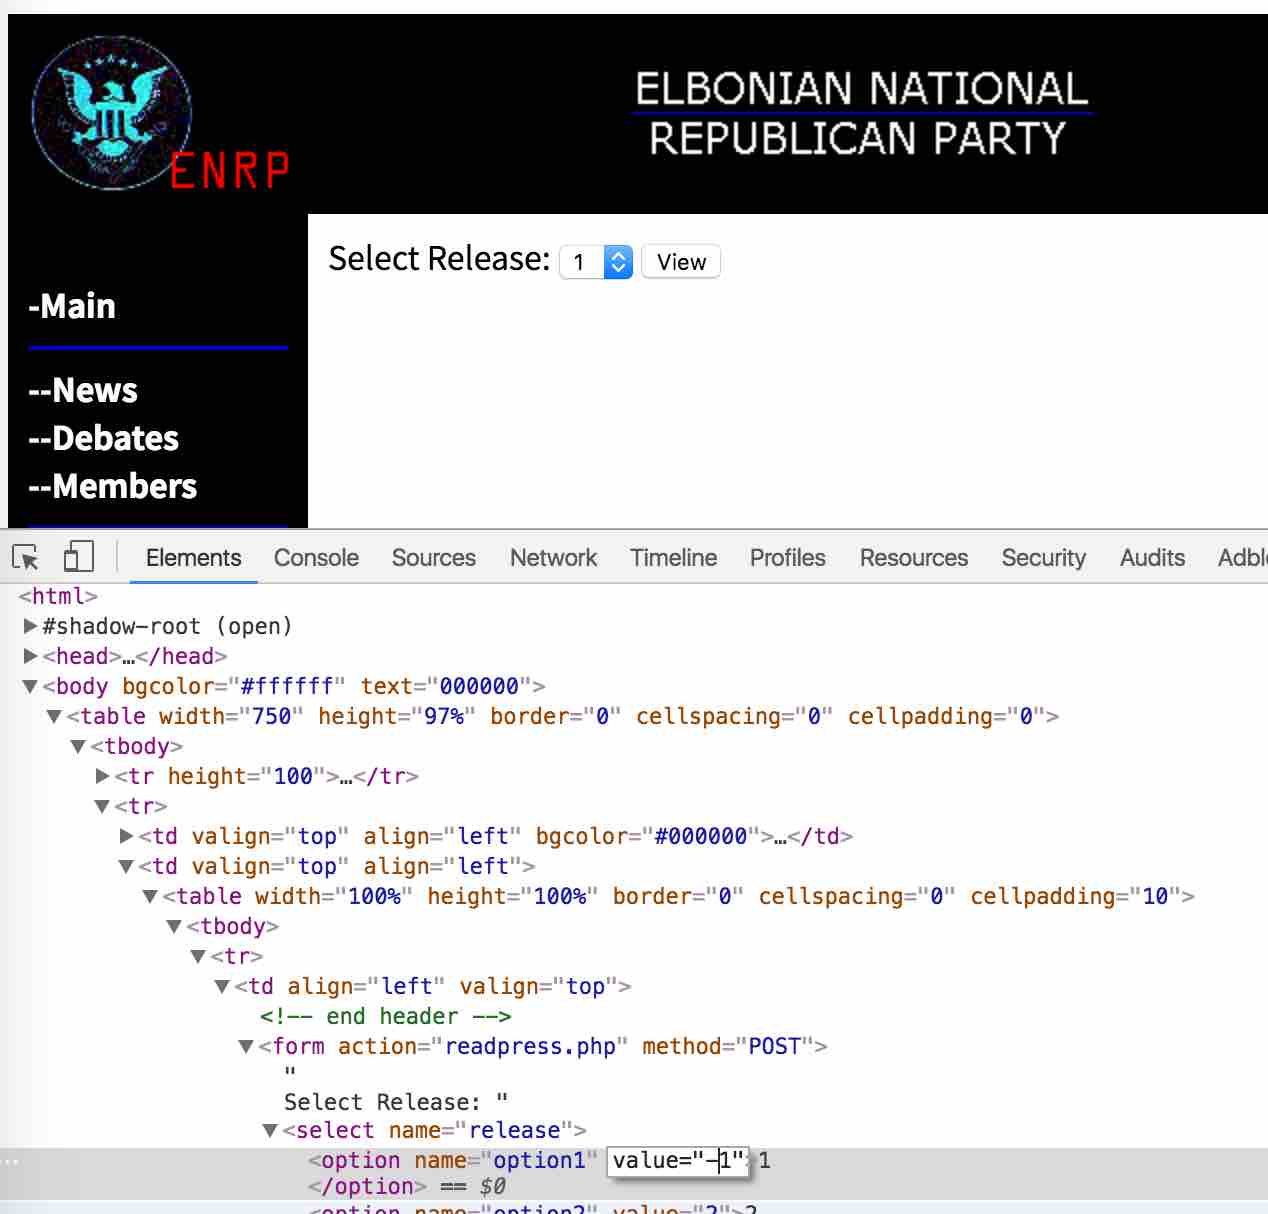 ELBONIAN NATIONAL
REPUBLICAN PARTY
ENRP
Select Release: 1 View
-Main
--News
--Debates
--Members
Elements Console Sources Network Timeline Profiles Resources Security Audits Adbl
<html>
#shadow-root (open)
<head>…</head>
<body bgcolor="#ffffff" text="000000">
<table width="750" height="97%" border="0" cellspacing="0" cellpadding="0">
<tbody>
<tr height="100">…</tr>
<tr>
<td valign="top" align="left" bgcolor="#000000">…</td>
<td valign="top" align="left">
<table width="100%" height="100%" border="0" cellspacing="0" cellpadding="10">
<tbody>
<tr>
<td align="left" valign="top">
<!-- end header -->
<form action="readpress.php" method="POST">
"
Select Release: "
<select name="release">
<option name="option1" value="-1">1
</option> == $0
<option name="option2" value="2">2